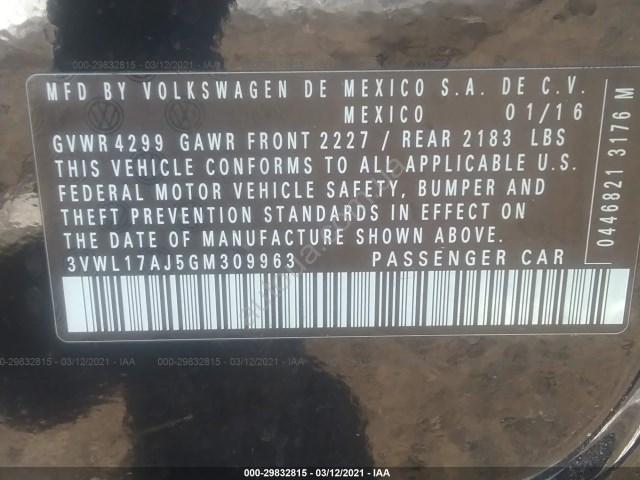 000-29832815 - 03/12/2021 - IAA
MFD BY VOLKSWAGEN DE MEXICO S.A. DE C.V.
MEXICO 01/16
GVWR 4299 GAWR FRONT 2227 / REAR 2183 LBS
THIS VEHICLE CONFORMS TO ALL APPLICABLE U.S.
FEDERAL MOTOR VEHICLE SAFETY, BUMPER AND
THEFT PREVENTION STANDARDS IN EFFECT ON
THE DATE OF MANUFACTURE SHOWN ABOVE.
3VWL17AJ5GM309963 PASSENGER CAR
0446821 3176 M
000-29832815 - 03/12/2021 - IAA
000-29832815 - 03/12/2021 - IAA
000-29832815 - 03/12/2021 - IAA